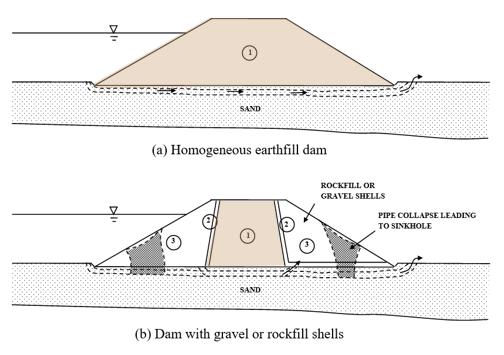 1
SAND
(a) Homogeneous earthfill dam
ROCKFILL OR
GRAVEL SHELLS
PIPE COLLAPSE LEADING
TO SINKHOLE
2
2
3
1
3
SAND
(b) Dam with gravel or rockfill shells